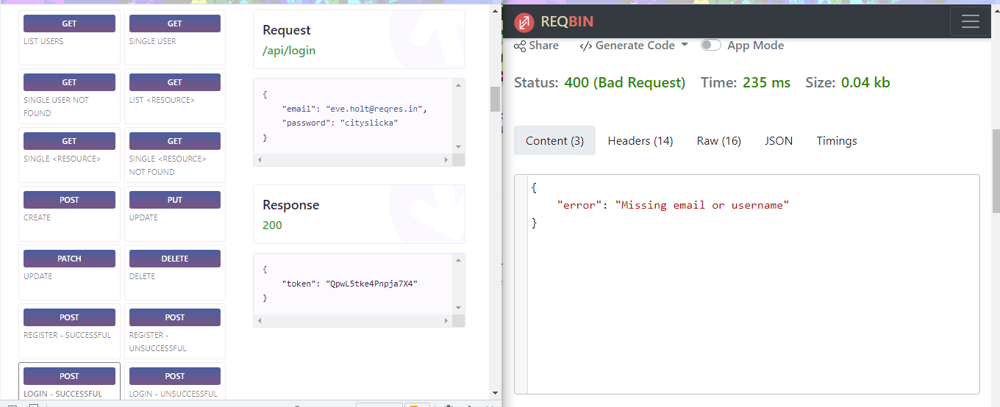 GET
LIST USERS
GET
SINGLE USER
GET
SINGLE USER NOT
FOUND
GET
LIST <RESOURCE>
GET
SINGLE <RESOURCE>
GET
SINGLE <RESOURCE>
NOT FOUND
POST
CREATE
PUT
UPDATE
PATCH
UPDATE
DELETE
DELETE
POST
REGISTER - SUCCESSFUL
POST
REGISTER -
UNSUCCESSFUL
POST
LOGIN - SUCCESSFUL
POST
LOGIN - UNSUCCESSFUL
Request
/api/login
{
"email": "eve.holt@reqres.in",
"password": "cityslicka"
}
Response
200
{
"token": "QpwL5tke4Pnpja7X4"
}
REQBIN
Share </> Generate Code App Mode
Status: 400 (Bad Request) Time: 235 ms Size: 0.04 kb
Content (3) Headers (14) Raw (16) JSON Timings
{
"error": "Missing email or username"
}